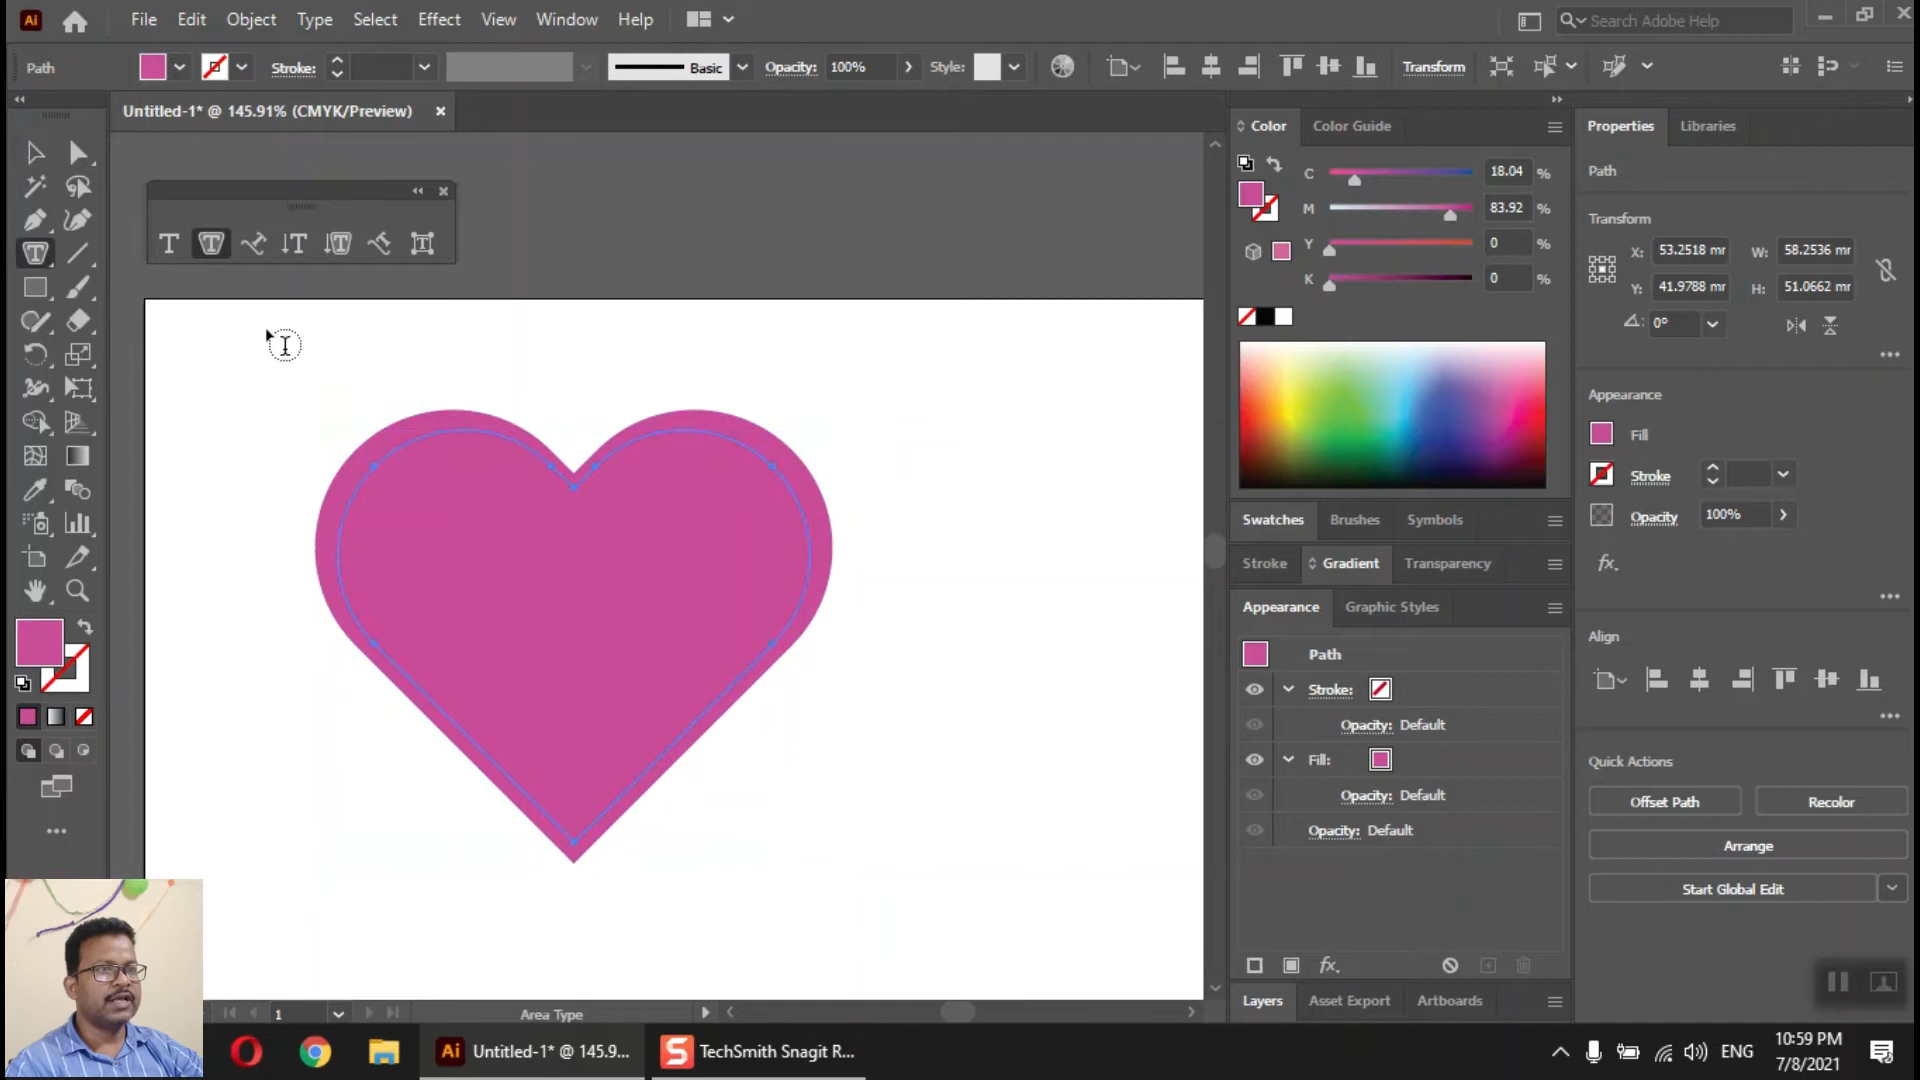 Ai File Edit Object Type Select Effect View Window Help Search Adobe Help
Path Stroke: Basic Opacity: 100% Style: Transform
Untitled-1* @ 145.91% (CMYK/Preview)
Color Color Guide
C 18.04 %
M 83.92 %
Y 0 %
K 0 %
Swatches Brushes Symbols
Stroke Gradient Transparency
Appearance Graphic Styles
Path
Stroke:
Opacity: Default
Fill:
Opacity: Default
Opacity: Default
Layers Asset Export Artboards
Properties Libraries
Path
Transform
X: 53.2518 mr W: 58.2536 mr
Y: 41.9788 mr H: 51.0662 mr
0°
Appearance
Fill
Stroke
Opacity 100%
fx.
Align
Quick Actions
Offset Path Recolor
Arrange
Start Global Edit
1 Area Type
Ai Untitled-1* @ 145.9... S TechSmith Snagit R...
ENG 10:59 PM
7/8/2021